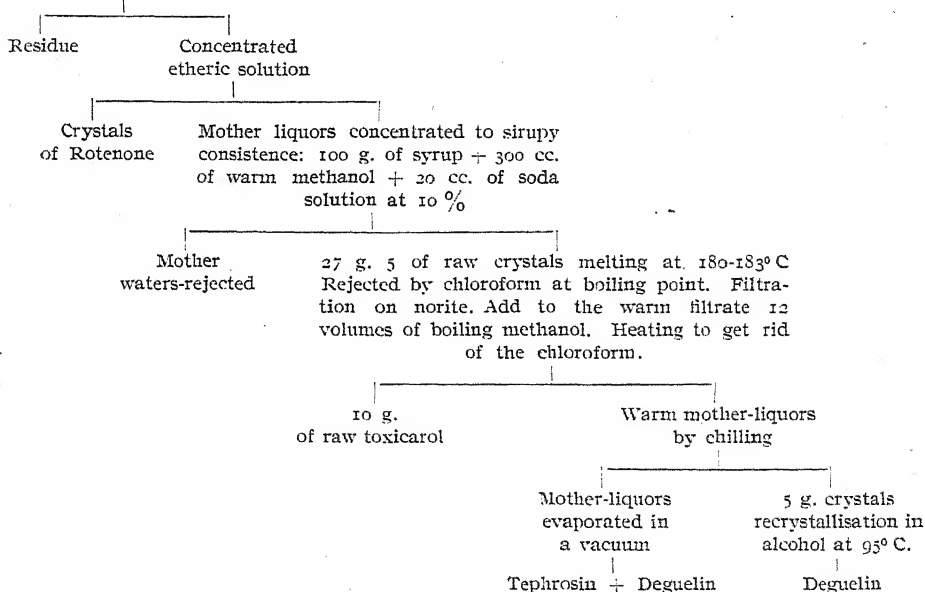 Residue
Concentrated
etheric solution
Crystals
of Rotenone
Mother liquors concentrated to sirupy
consistence: 100 g. of syrup + 300 cc.
of warm methanol + 20 cc. of soda
solution at 10 %
Mother
waters-rejected
27 g. 5 of raw crystals melting at. 180-183° C
Rejected by chloroform at boiling point. Filtra-
tion on norite. Add to the warm filtrate 12
volumes of boiling methanol. Heating to get rid
of the chloroform.
10 g.
of raw toxicarol
Warm mother-liquors
by chilling
Mother-liquors
evaporated in
a vacuum
5 g. crystals
recrystallisation in
alcohol at 95° C.
Tephrosin + Deguelin
Deguelin